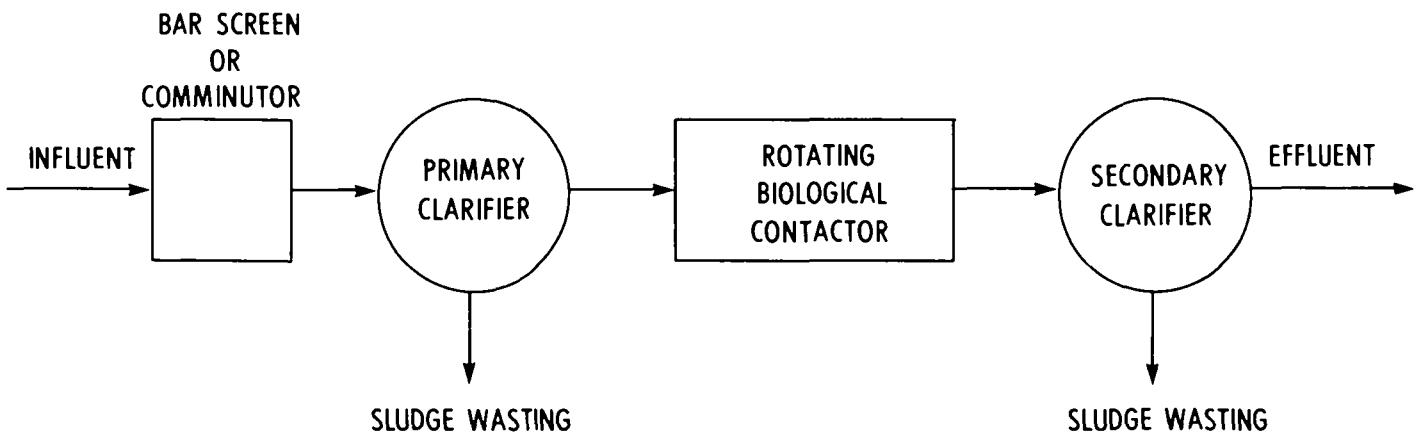 BAR SCREEN
OR
COMMINUTOR
INFLUENT
PRIMARY
CLARIFIER
ROTATING
BIOLOGICAL
CONTACTOR
SECONDARY
CLARIFIER
EFFLUENT
SLUDGE WASTING
SLUDGE WASTING